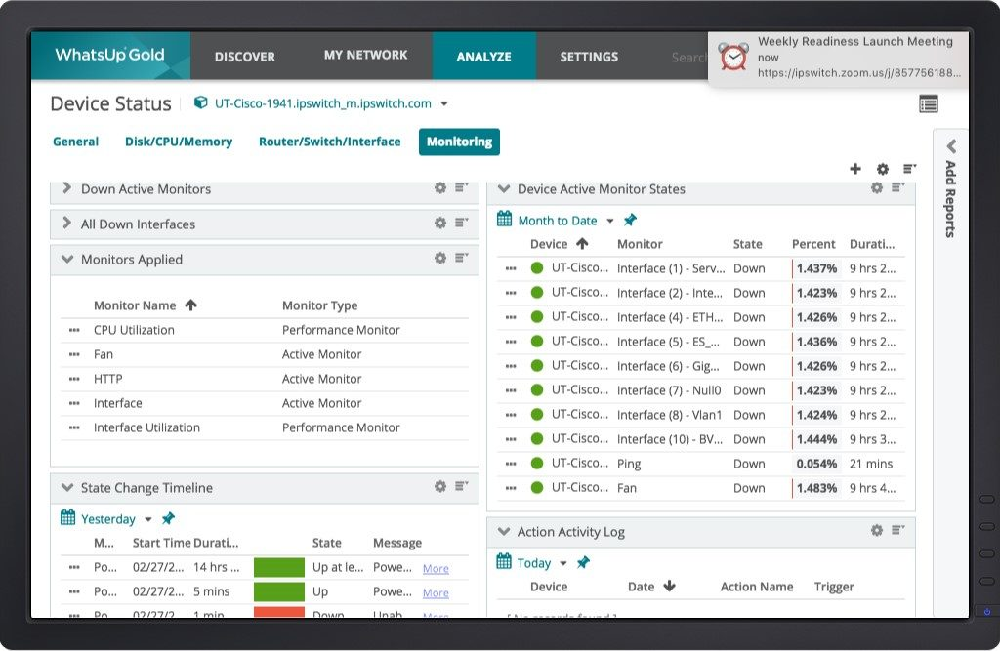 WhatsUp Gold
DISCOVER
MY NETWORK
ANALYZE
SETTINGS
Search
Weekly Readiness Launch Meeting
now
https://ipswitch.zoom.us/j/857756188...
Device Status
UT-Cisco-1941.ipswitch_m.ipswitch.com
General
Disk/CPU/Memory
Router/Switch/Interface
Monitoring
Add Reports
Down Active Monitors
All Down Interfaces
Monitors Applied
Monitor Name Monitor Type
CPU Utilization Performance Monitor
Fan Active Monitor
HTTP Active Monitor
Interface Active Monitor
Interface Utilization Performance Monitor
State Change Timeline
Yesterday
M... Start Time Durati... State Message
Po... 02/27/2... 14 hrs ... Up at le... Powe... More
Po... 02/27/2... 5 mins Up Powe... More
Po... 02/27/2... 1 min Down Unab... More
Device Active Monitor States
Month to Date
Device Monitor State Percent Durati...
UT-Cisco... Interface (1) - Serv... Down 1.437% 9 hrs 2...
UT-Cisco... Interface (2) - Inte... Down 1.423% 9 hrs 2...
UT-Cisco... Interface (4) - ETH... Down 1.426% 9 hrs 2...
UT-Cisco... Interface (5) - ES_... Down 1.436% 9 hrs 2...
UT-Cisco... Interface (6) - Gig... Down 1.426% 9 hrs 2...
UT-Cisco... Interface (7) - Null0 Down 1.423% 9 hrs 2...
UT-Cisco... Interface (8) - Vlan1 Down 1.424% 9 hrs 2...
UT-Cisco... Interface (10) - BV... Down 1.444% 9 hrs 3...
UT-Cisco... Ping Down 0.054% 21 mins
UT-Cisco... Fan Down 1.483% 9 hrs 4...
Action Activity Log
Today
Device Date Action Name Trigger
[ No records found ]